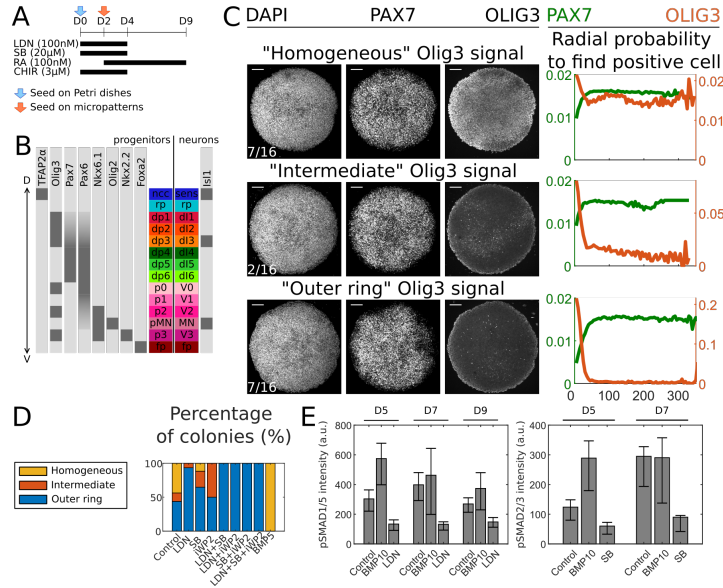 A
D0 D2 D4 D9
LDN (100nM)
SB (20μM)
RA (100nM)
CHIR (3μM)
Seed on Petri dishes
Seed on micropatterns
B
progenitors neurons
D
V
TFAP2α
Olig3
Pax7
Pax6
Nkx6.1
Olig2
Nkx2.2
Foxa2
Isl1
ncc sens
rp rp
dp1 dl1
dp2 dl2
dp3 dl3
dp4 dl4
dp5 dl5
dp6 dl6
p0 V0
p1 V1
p2 V2
pMN MN
p3 V3
fp fp
C
DAPI PAX7 OLIG3 PAX7 OLIG3
Radial probability
to find positive cell
"Homogeneous" Olig3 signal
7/16
0.02 0.02
0.01 0.01
0 0
"Intermediate" Olig3 signal
2/16
0.02
0.01
0
0.05
0
"Outer ring" Olig3 signal
7/16
0.02 0.2
0.01 0.1
0 0
0 100 200 300
D
Percentage
of colonies (%)
Homogeneous
Intermediate
Outer ring
100
50
0
Control
LDN
SB
iWP2
LDN+SB
LDN+iWP2
SB+iWP2
LDN+SB+iWP2
BMP5
E
pSMAD1/5 intensity (a.u.)
800
600
400
200
0
D5 D7 D9
Control BMP10 LDN Control BMP10 LDN Control BMP10 LDN
pSMAD2/3 intensity (a.u.)
400
300
200
100
0
D5 D7
Control BMP10 SB Control BMP10 SB